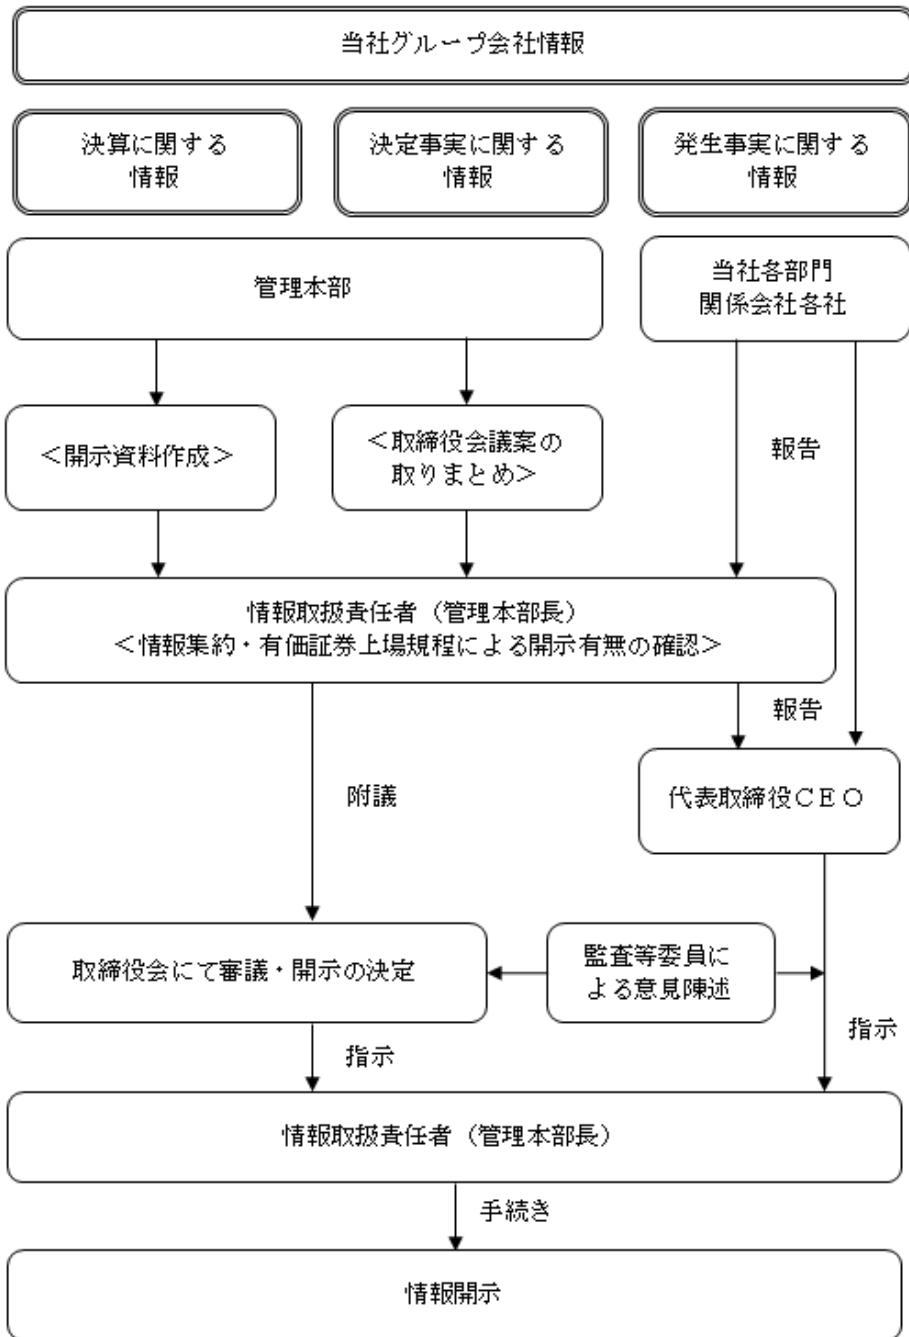 当社グループ会社情報
決算に関する
情報
決定事実に関する
情報
発生事実に関する
情報
管理本部
当社各部門
関係会社各社
＜開示資料作成＞
＜取締役会議案の
取りまとめ＞
報告
情報取扱責任者（管理本部長）
＜情報集約・有価証券上場規程による開示有無の確認＞
報告
附議
代表取締役ＣＥＯ
取締役会にて審議・開示の決定
監査等委員に
よる意見陳述
指示
指示
情報取扱責任者（管理本部長）
手続き
情報開示